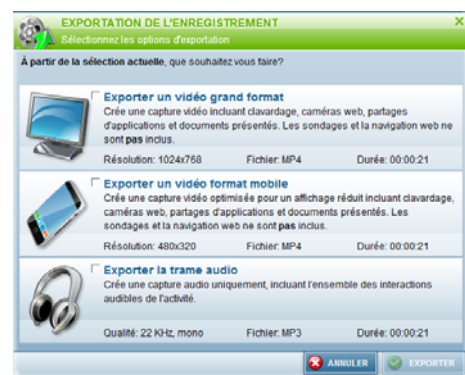 EXPORTATION DE L'ENREGISTREMENT
Sélectionnez les options d'exportation
À partir de la sélection actuelle, que souhaitez vous faire?
Exporter un vidéo grand format
Crée une capture vidéo incluant clavardage, caméras web, partages
d'applications et documents présentés. Les sondages et la navigation web ne
sont pas inclus.
Résolution: 1024x768 Fichier: MP4 Durée: 00:00:21
Exporter un vidéo format mobile
Crée une capture vidéo optimisée pour un affichage réduit incluant clavardage,
caméras web, partages d'applications et documents présentés. Les
sondages et la navigation web ne sont pas inclus.
Résolution: 480x320 Fichier: MP4 Durée: 00:00:21
Exporter la trame audio
Crée une capture audio uniquement, incluant l'ensemble des interactions
audibles de l'activité.
Qualité: 22 KHz, mono Fichier: MP3 Durée: 00:00:21
ANNULER EXPORTER